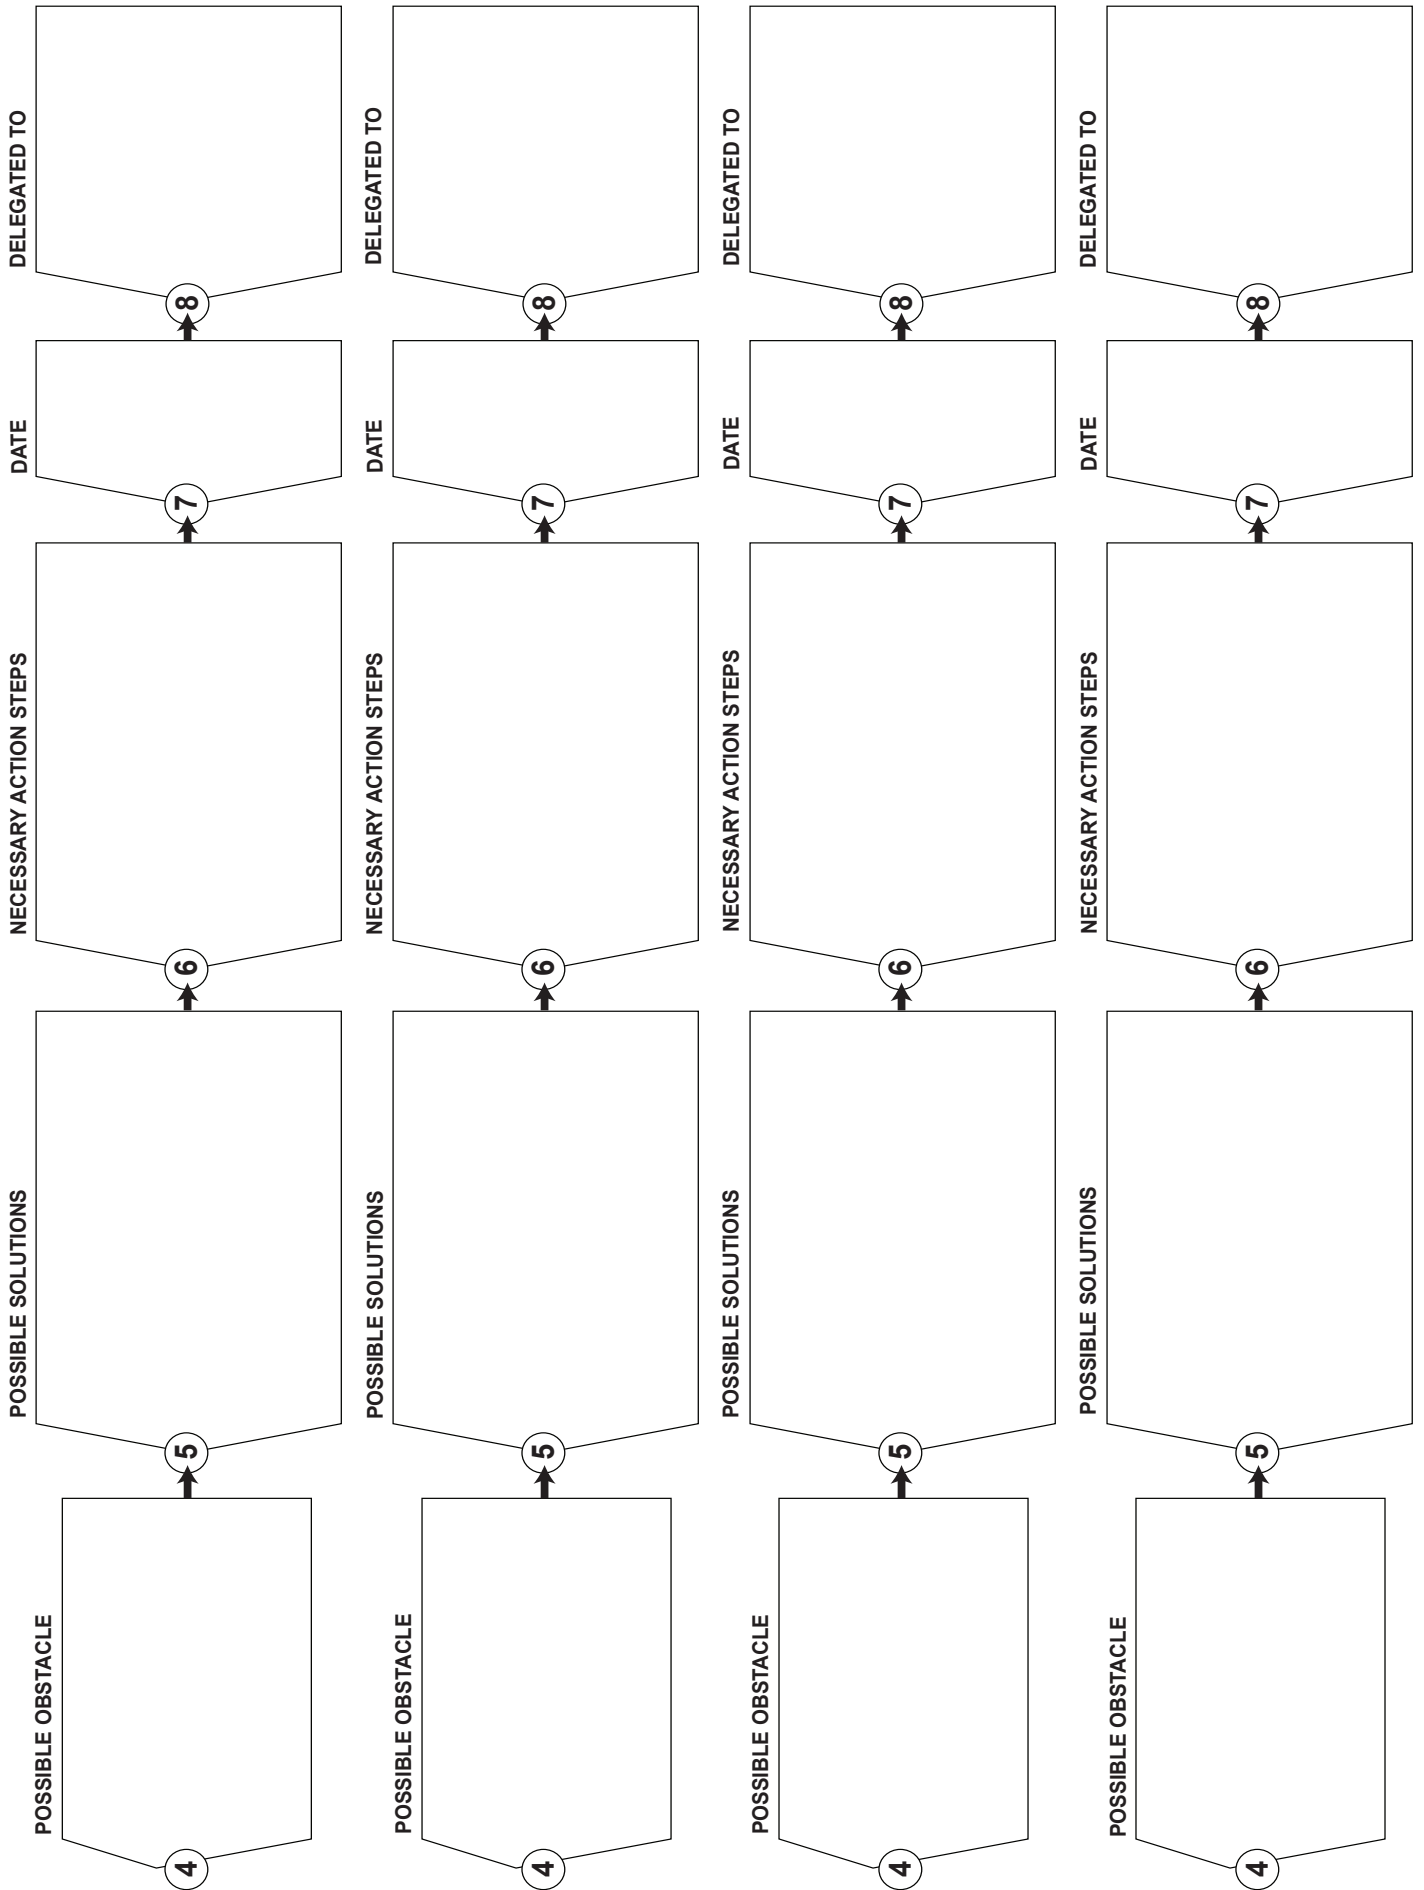 POSSIBLE OBSTACLE
POSSIBLE SOLUTIONS
NECESSARY ACTION STEPS
DATE
DELEGATED TO
4
5
6
7
8
POSSIBLE OBSTACLE
POSSIBLE SOLUTIONS
NECESSARY ACTION STEPS
DATE
DELEGATED TO
4
5
6
7
8
POSSIBLE OBSTACLE
POSSIBLE SOLUTIONS
NECESSARY ACTION STEPS
DATE
DELEGATED TO
4
5
6
7
8
POSSIBLE OBSTACLE
POSSIBLE SOLUTIONS
NECESSARY ACTION STEPS
DATE
DELEGATED TO
4
5
6
7
8